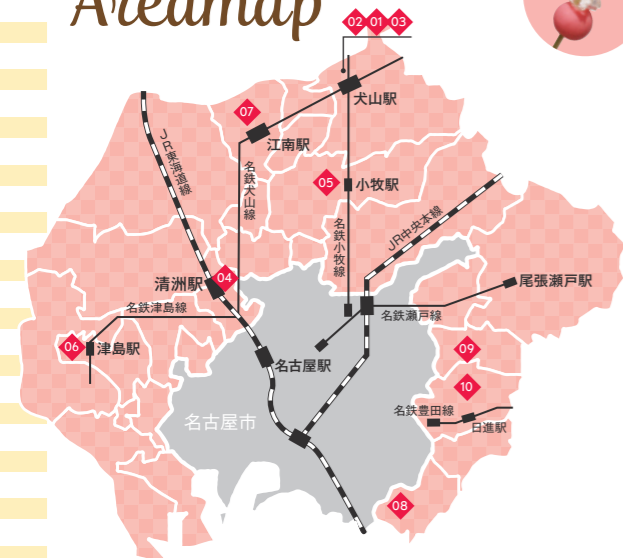 Areamap
02 01 03
犬山駅
07
江南駅
JR東海道線
名鉄犬山線
05
小牧駅
名鉄小牧線
JR中央本線
清洲駅
04
尾張瀬戸駅
名鉄津島線
名鉄瀬戸線
06
津島駅
名古屋駅
09
10
名鉄豊田線
日進駅
名古屋市
08